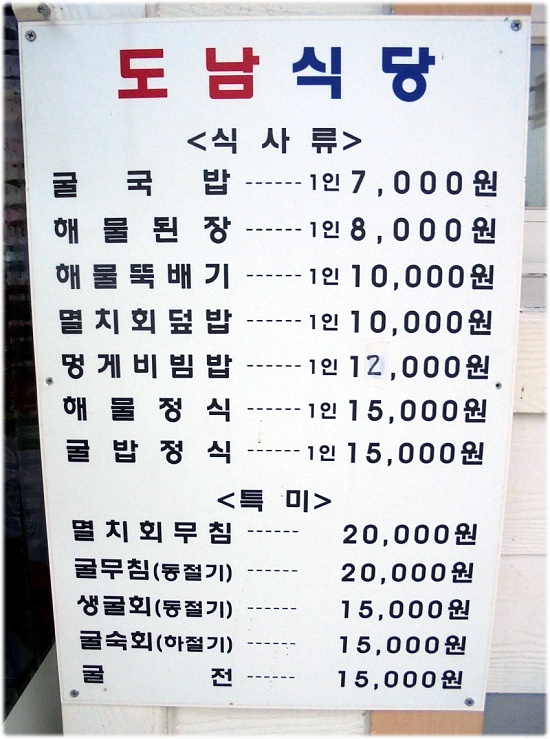 도남식당
<식사류>
굴국밥 ------ 1인 7,000원
해물된장 ------ 1인 8,000원
해물뚝배기 ------ 1인 10,000원
멸치회덮밥 ------ 1인 10,000원
멍게비빔밥 ------ 1인 12,000원
해물정식 ------ 1인 15,000원
굴밥정식 ------ 1인 15,000원
<특미>
멸치회무침 ------ 20,000원
굴무침(동절기) ------ 20,000원
생굴회(동절기) ------ 15,000원
굴숙회(하절기) ------ 15,000원
굴전 ------ 15,000원